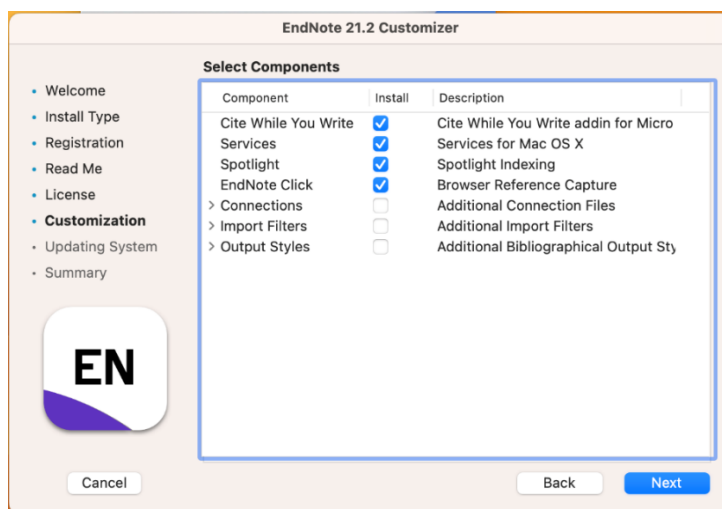 EndNote 21.2 Customizer
Select Components
• Welcome
• Install Type
• Registration
• Read Me
• License
• Customization
• Updating System
• Summary
EN
Component Install Description
Cite While You Write Cite While You Write addin for Micro
Services Services for Mac OS X
Spotlight Spotlight Indexing
EndNote Click Browser Reference Capture
> Connections Additional Connection Files
> Import Filters Additional Import Filters
> Output Styles Additional Bibliographical Output Sty
Cancel Back Next